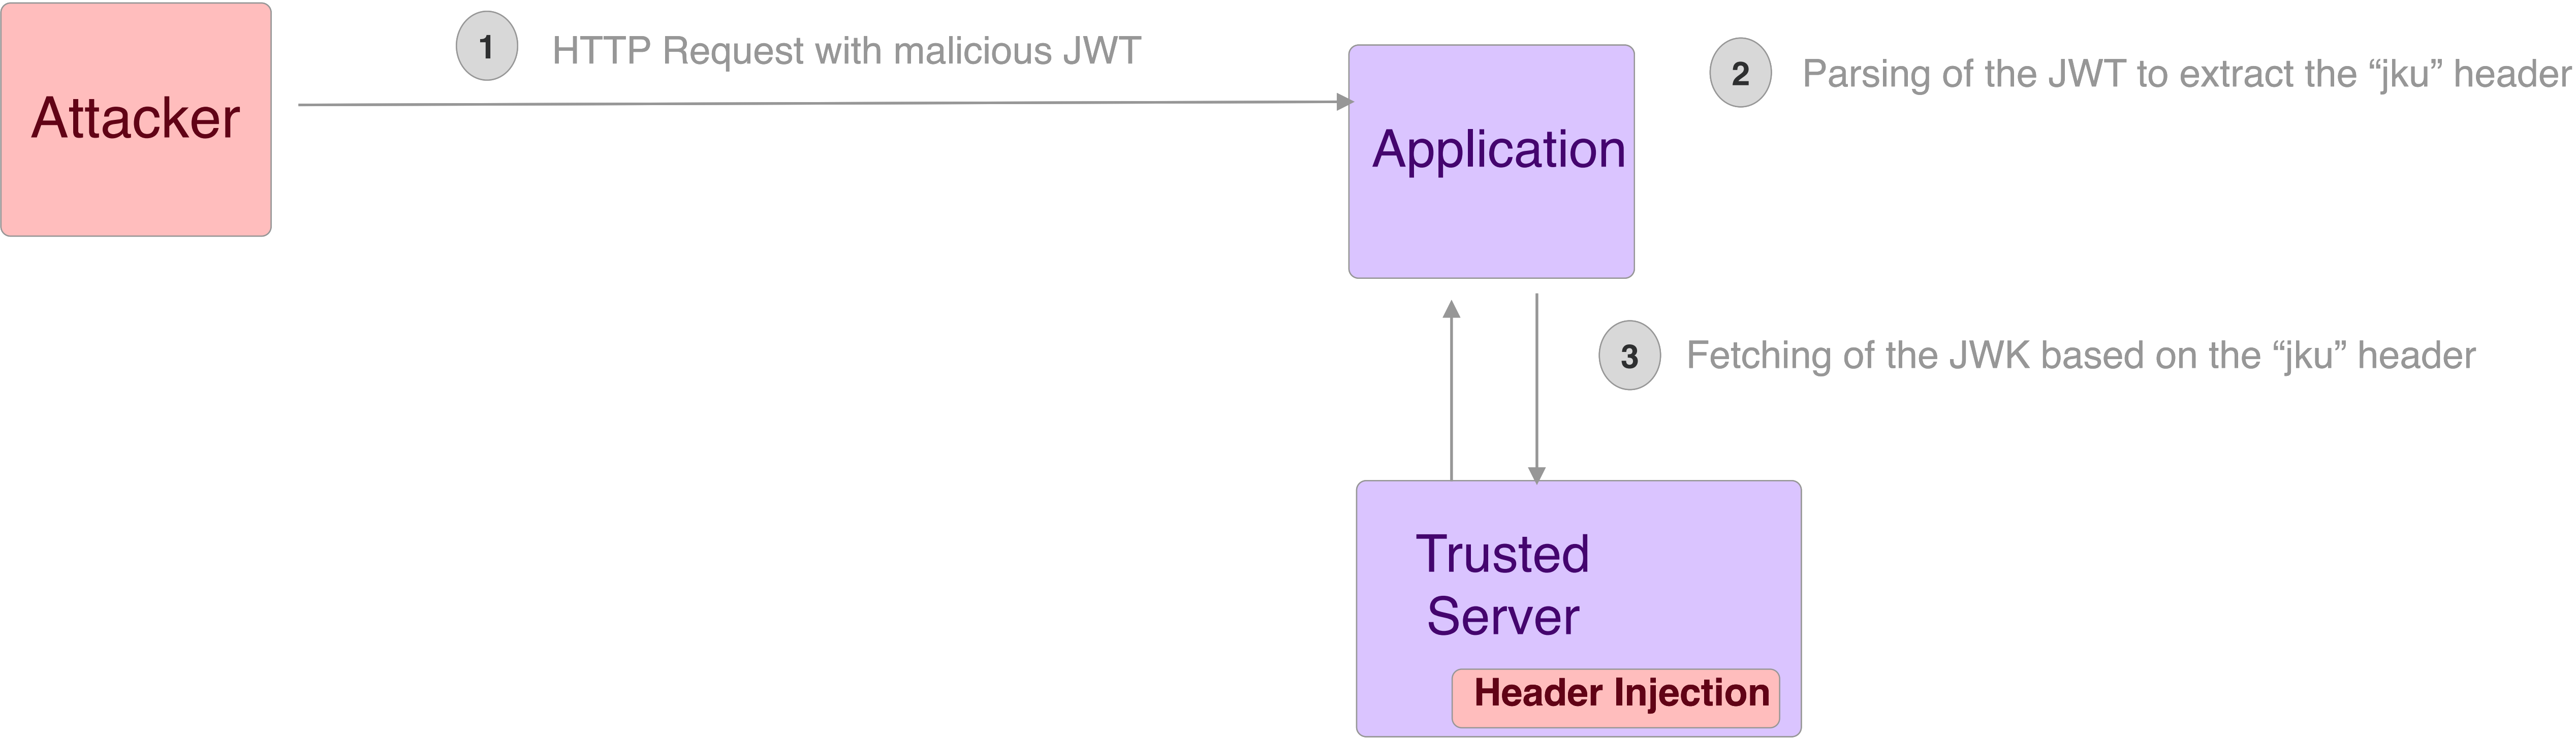 Attacker
1
HTTP Request with malicious JWT
Application
2
Parsing of the JWT to extract the “jku” header
3
Fetching of the JWK based on the “jku” header
Trusted
Server
Header Injection